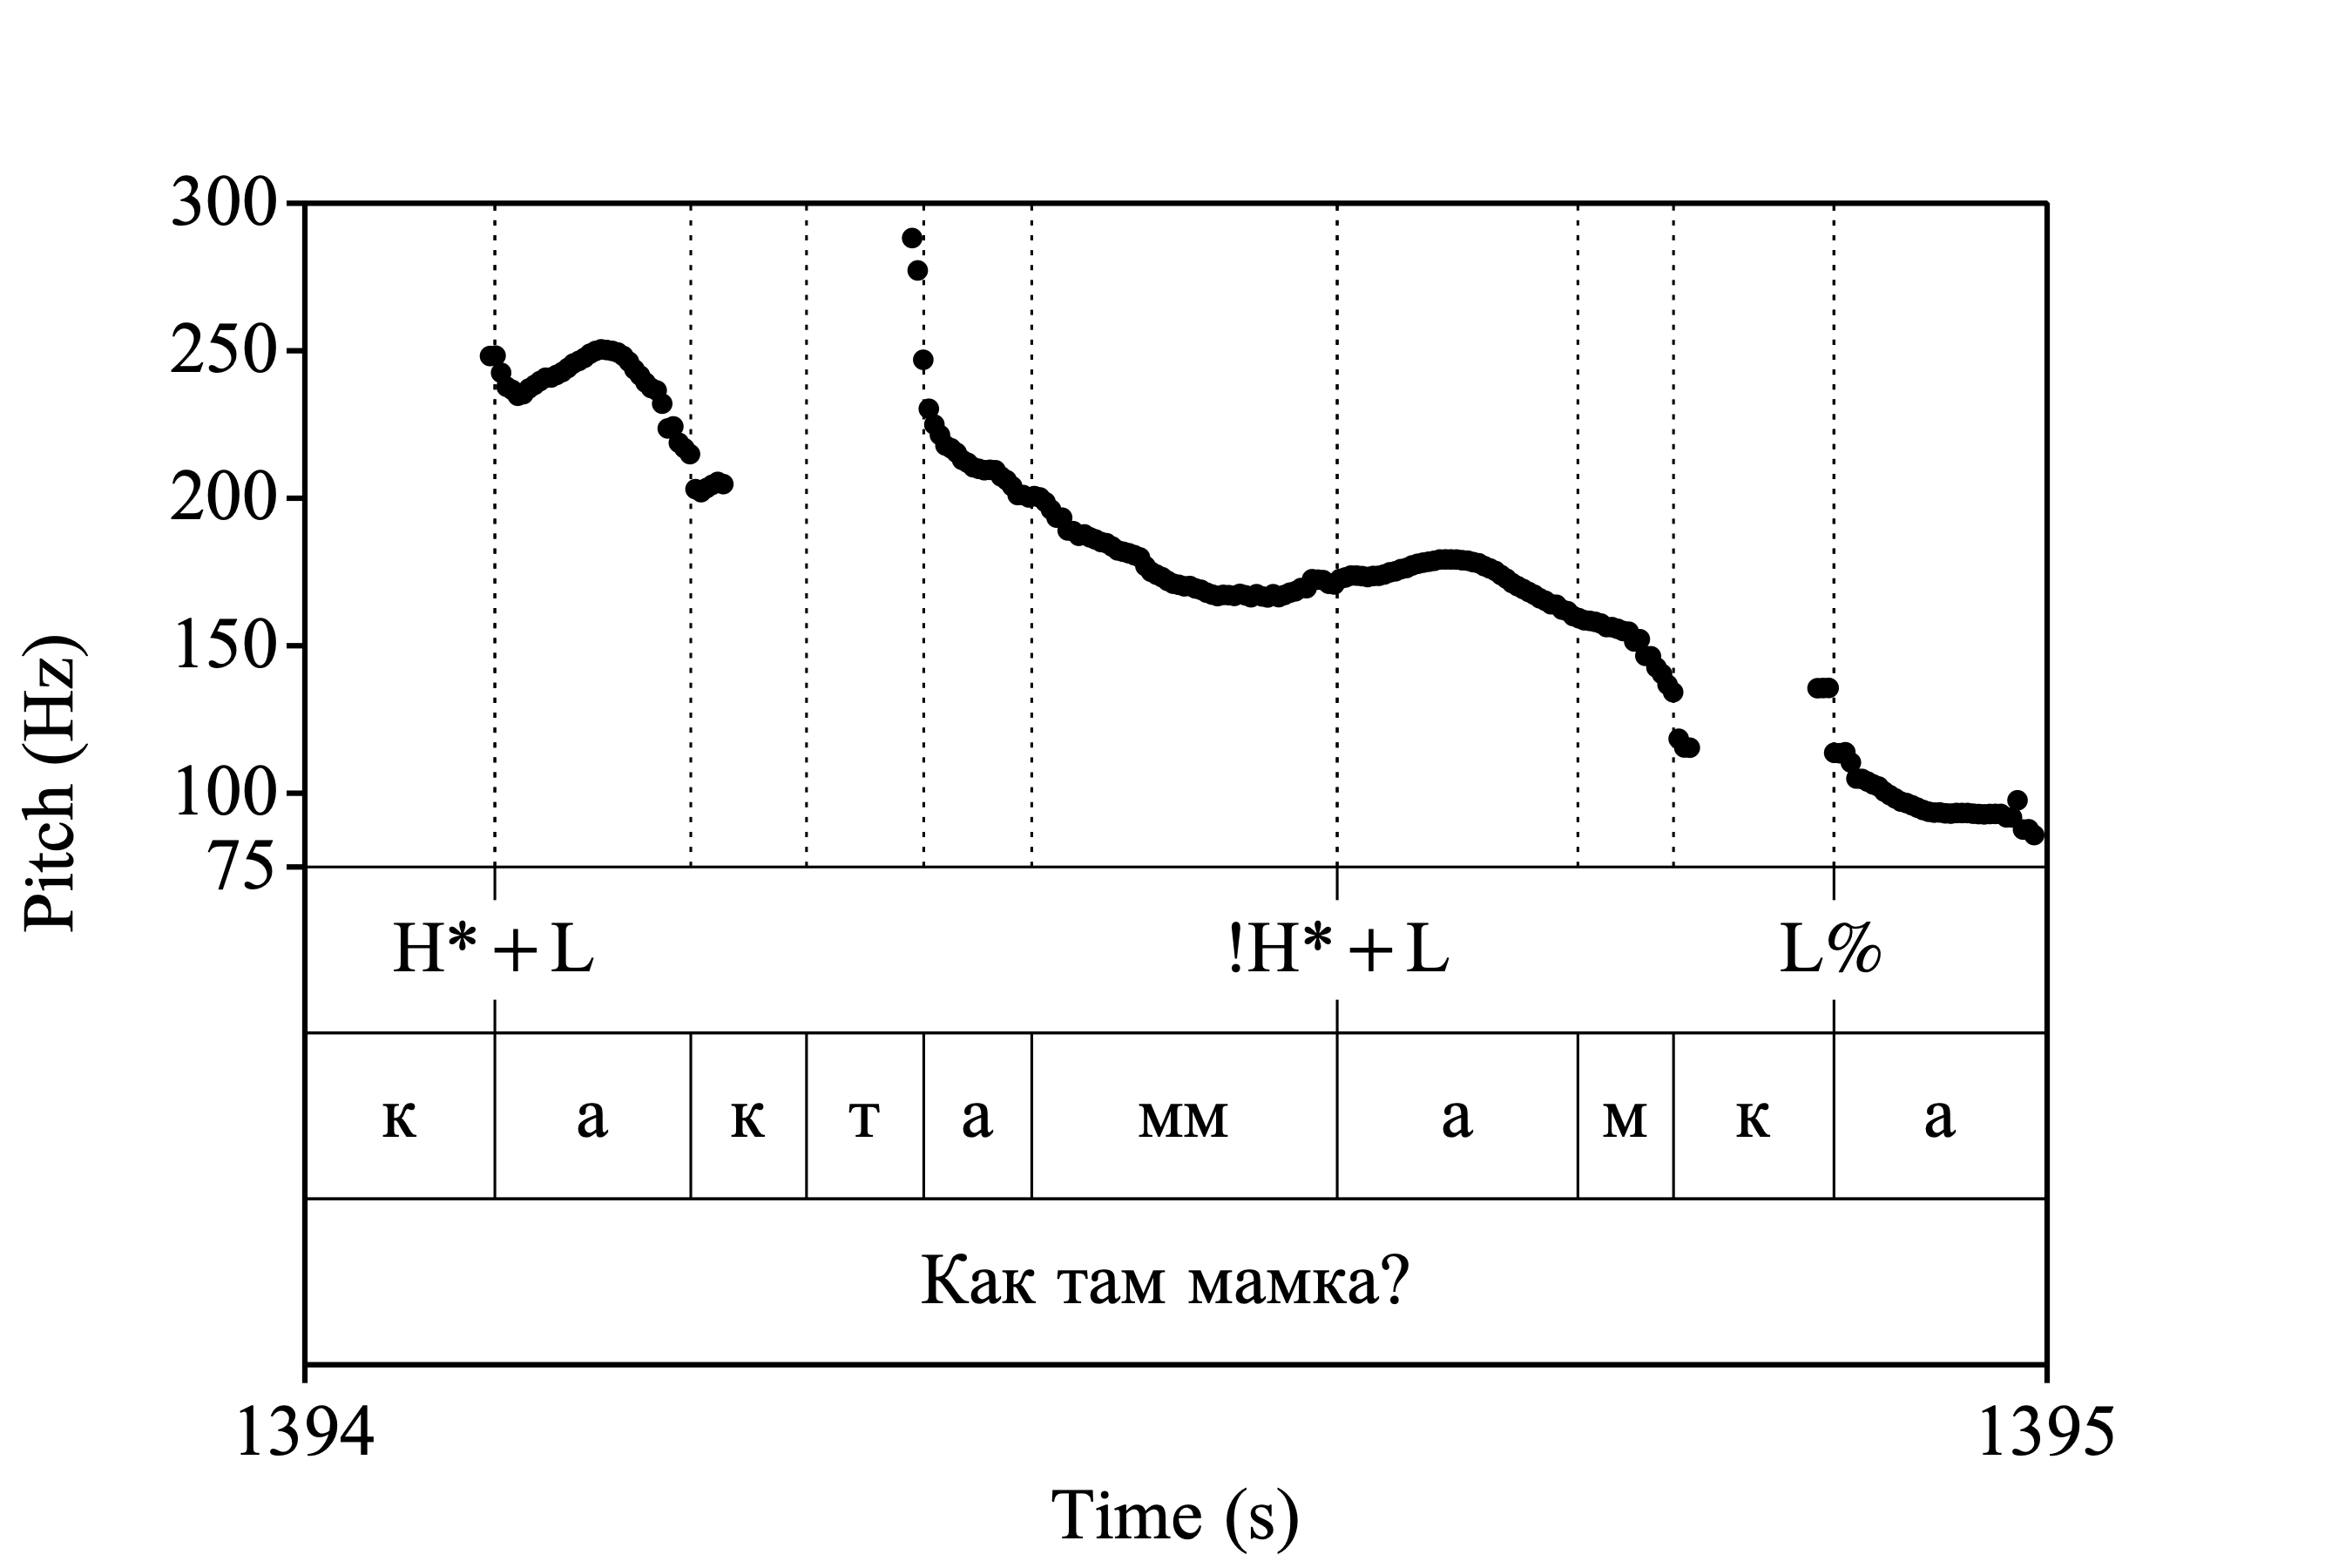 300
250
200
150
100
75
Pitch (Hz)
H* + L !H* + L L%
к а к т а мм а м к а
Как там мамка?
1394 1395
Time (s)